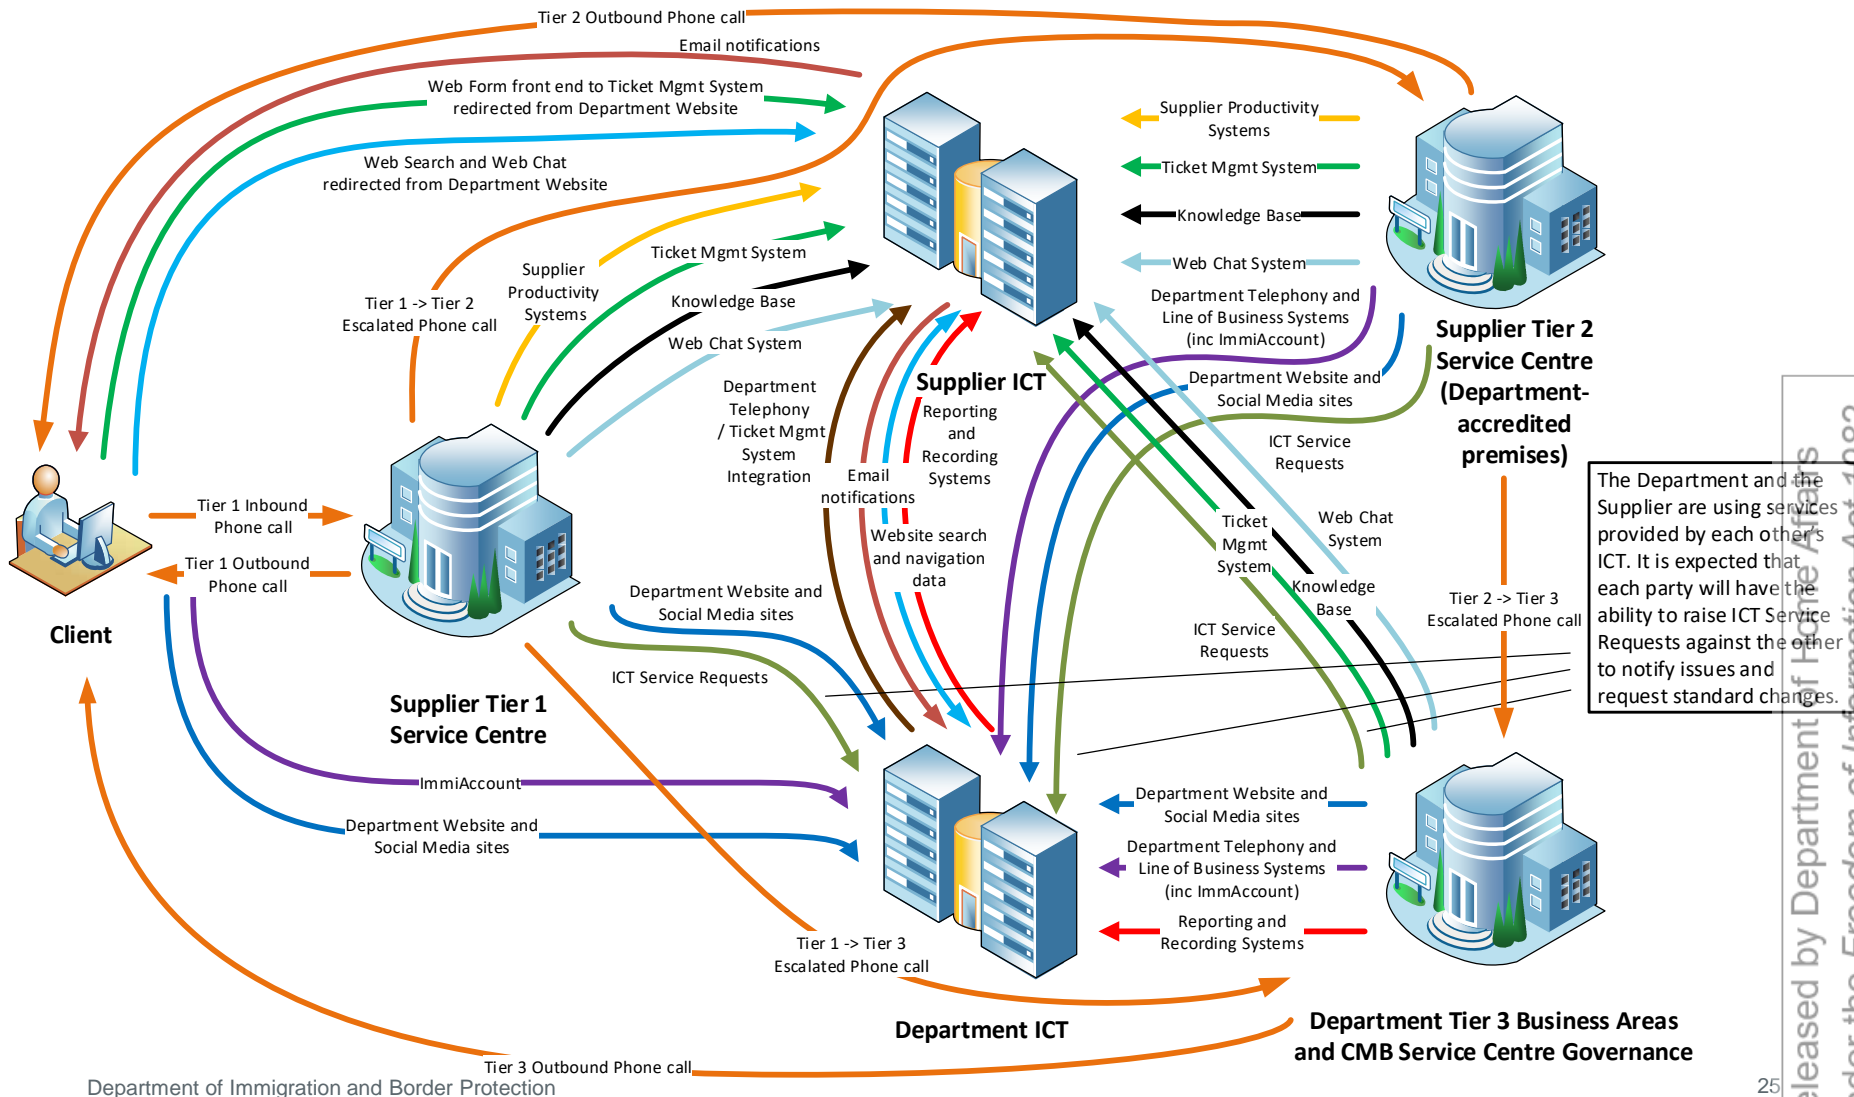 Tier 2 Outbound Phone call
Email notifications
Web Form front end to Ticket Mgmt System
redirected from Department Website
Web Search and Web Chat
redirected from Department Website
Supplier Productivity
Systems
Ticket Mgmt System
Knowledge Base
Web Chat System
Department Telephony and
Line of Business Systems
(inc ImmiAccount)
Department Website and
Social Media sites
ICT Service
Requests
Supplier Tier 2
Service Centre
(Department-
accredited
premises)
Tier 1 -> Tier 2
Escalated Phone call
Supplier
Productivity
Systems
Ticket Mgmt System
Knowledge Base
Web Chat System
Department
Telephony
/ Ticket Mgmt
System
Integration
Supplier ICT
Reporting
and
Recording
Systems
Email
notifications
Website search
and navigation
data
Ticket
Mgmt
System
Web Chat
System
Knowledge
Base
ICT Service
Requests
Tier 2 -> Tier 3
Escalated Phone call
The Department and the
Supplier are using services
provided by each other's
ICT. It is expected that
each party will have the
ability to raise ICT Service
Requests against the other
to notify issues and
request standard changes.
Tier 1 Inbound
Phone call
Tier 1 Outbound
Phone call
Client
Department Website and
Social Media sites
ICT Service Requests
Supplier Tier 1
Service Centre
ImmiAccount
Department Website and
Social Media sites
Department Website and
Social Media sites
Department Telephony and
Line of Business Systems
(inc ImmAccount)
Reporting and
Recording Systems
Tier 1 -> Tier 3
Escalated Phone call
Department ICT
Department Tier 3 Business Areas
and CMB Service Centre Governance
Tier 3 Outbound Phone call
Department of Immigration and Border Protection
25
by Department of Home Affairs
the Freedom of Information Act 1982